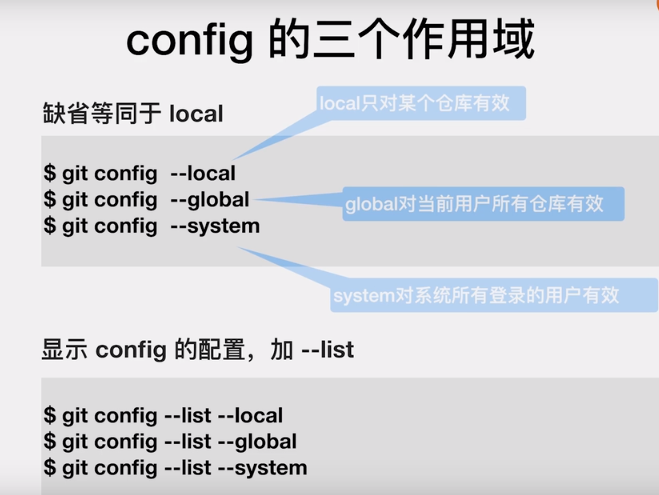 config 的三个作用域
缺省等同于 local
local只对某个仓库有效
$ git config --local
$ git config --global
global对当前用户所有仓库有效
$ git config --system
system对系统所有登录的用户有效
显示 config 的配置，加 --list
$ git config --list --local
$ git config --list --global
$ git config --list --system